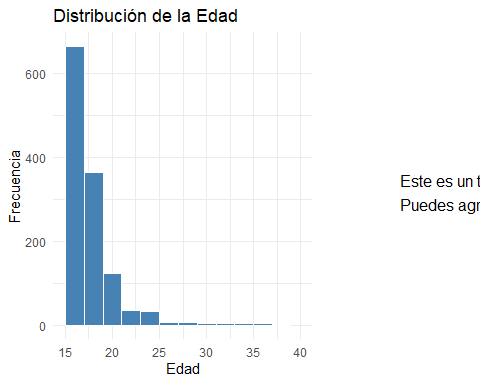 Distribución de la Edad
Frecuencia
600
400
200
0
15 20 25 30 35 40
Edad
Este es un
Puedes